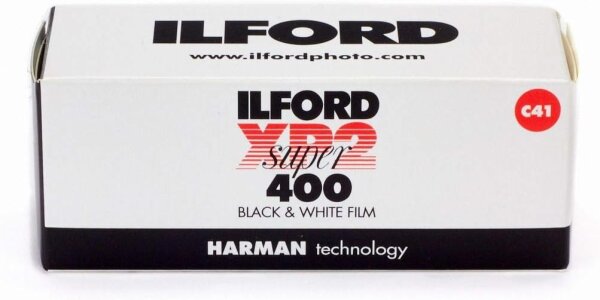 ILFORD
www.ilfordphoto.com
ILFORD
XP2
super
400
BLACK & WHITE FILM
C41
HARMAN technology